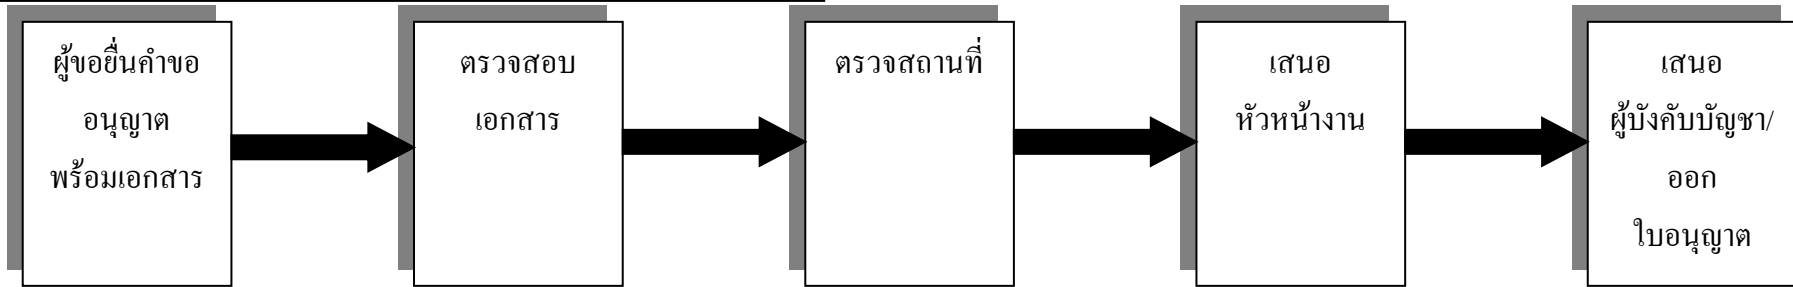 ผู้ขอยื่นคำขอ
อนุญาต
พร้อมเอกสาร
ตรวจสอบ
เอกสาร
ตรวจสถานที่
เสนอ
หัวหน้างาน
เสนอ
ผู้บังคับบัญชา/
ออก
ใบอนุญาต